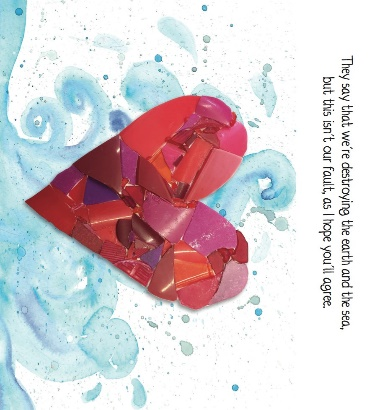 They say that we're destroying the earth and the sea,
but this isn't our fault, as I hope you'll agree.